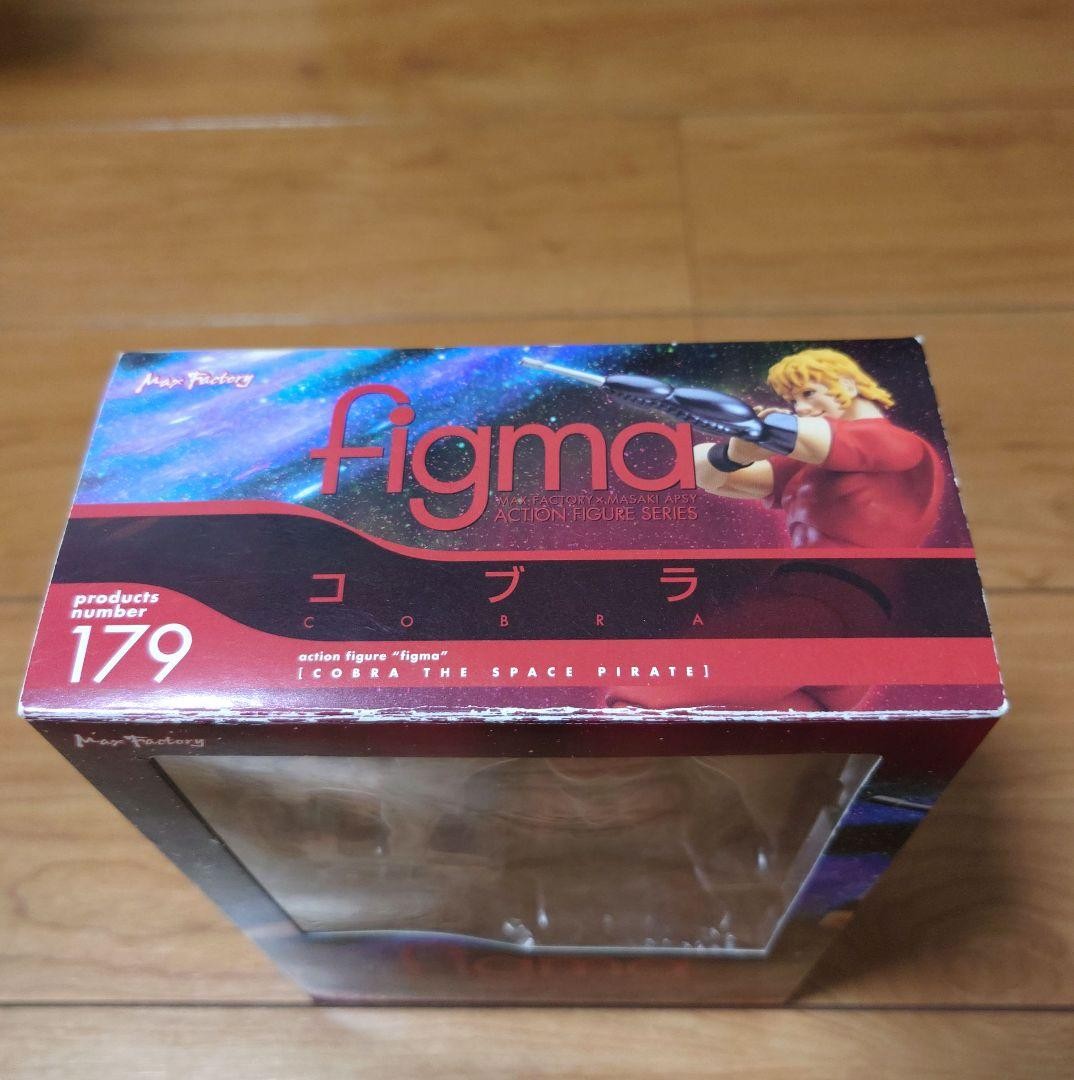 Max Factory
figma
MAX FACTORY × MASAKI APSY
ACTION FIGURE SERIES
コブラ
COBRA
products
number
179
action figure "figma"
[COBRA THE SPACE PIRATE]
Max Factory
figma